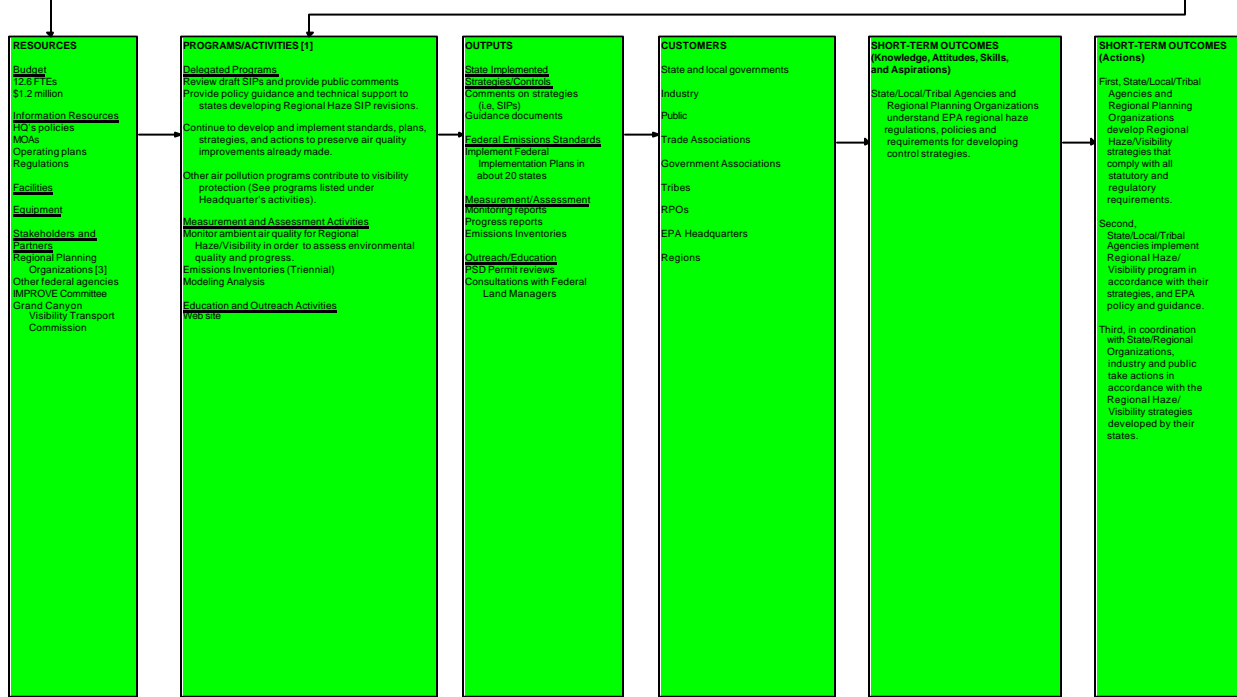 RESOURCES
Budget
12.6 FTEs
$1.2 million
Information Resources
HQ's policies
MOAs
Operating plans
Regulations
Facilities
Equipment
Stakeholders and
Partners
Regional Planning
Organizations [3]
Other federal agencies
IMPROVE Committee
Grand Canyon
Visibility Transport
Commission
PROGRAMS/ACTIVITIES [1]
Delegated Programs
Review draft SIPs and provide public comments
Provide policy guidance and technical support to
states developing Regional Haze SIP revisions.
Continue to develop and implement standards, plans,
strategies, and actions to preserve air quality
improvements already made.
Other air pollution programs contribute to visibility
protection (See programs listed under
Headquarter's activities).
Measurement and Assessment Activities
Monitor ambient air quality for Regional
Haze/Visibility in order to assess environmental
quality and progress.
Emissions Inventories (Triennial)
Modeling Analysis
Education and Outreach Activities
Web site
OUTPUTS
State Implemented
Strategies/Controls
Comments on strategies
(i.e, SIPs)
Guidance documents
Federal Emissions Standards
Implement Federal
Implementation Plans in
about 20 states
Measurement/Assessment
Monitoring reports
Progress reports
Emissions Inventories
Outreach/Education
PSD Permit reviews
Consultations with Federal
Land Managers
CUSTOMERS
State and local governments
Industry
Public
Trade Associations
Government Associations
Tribes
RPOs
EPA Headquarters
Regions
SHORT-TERM OUTCOMES
(Knowledge, Attitudes, Skills,
and Aspirations)
State/Local/Tribal Agencies and
Regional Planning Organizations
understand EPA regional haze
regulations, policies and
requirements for developing
control strategies.
SHORT-TERM OUTCOMES
(Actions)
First, State/Local/Tribal
Agencies and
Regional Planning
Organizations
develop Regional
Haze/Visibility
strategies that
comply with all
statutory and
regulatory
requirements.
Second,
State/Local/Tribal
Agencies implement
Regional Haze/
Visibility program in
accordance with their
strategies, and EPA
policy and guidance.
Third, in coordination
with State/Regional
Organizations,
industry and public
take actions in
accordance with the
Regional Haze/
Visibility strategies
developed by their
states.